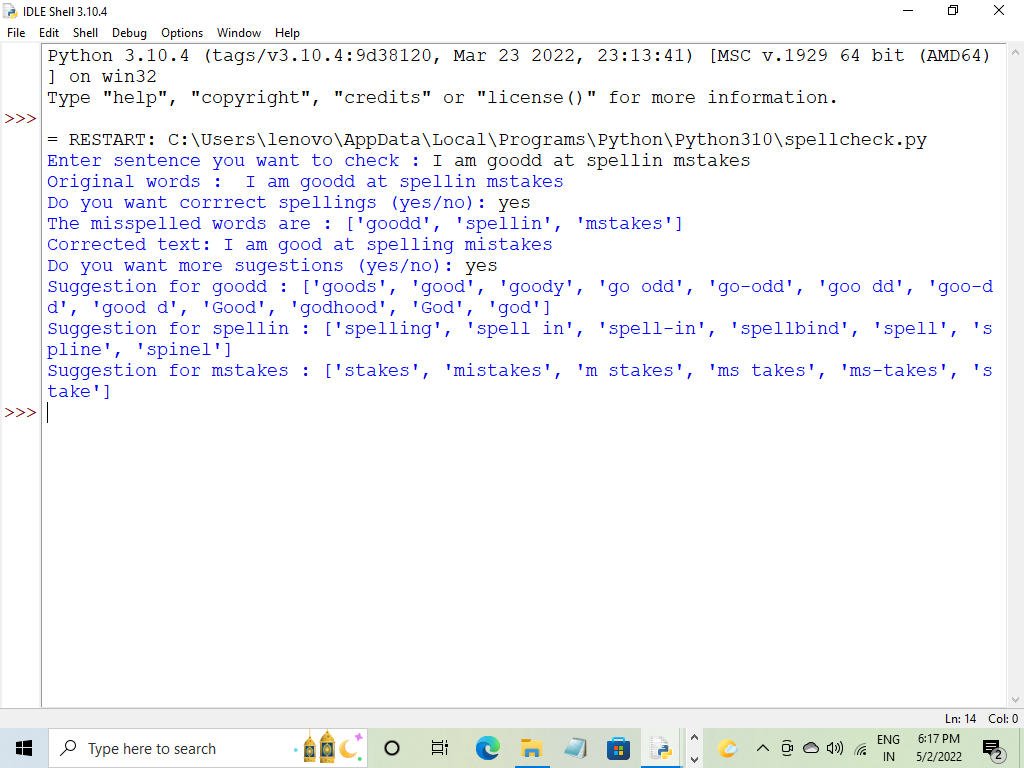 IDLE Shell 3.10.4
File Edit Shell Debug Options Window Help
Python 3.10.4 (tags/v3.10.4:9d38120, Mar 23 2022, 23:13:41) [MSC v.1929 64 bit (AMD64)
] on win32
Type "help", "copyright", "credits" or "license()" for more information.
>>>
= RESTART: C:\Users\lenovo\AppData\Local\Programs\Python\Python310\spellcheck.py
Enter sentence you want to check : I am goodd at spellin mstakes
Original words :  I am goodd at spellin mstakes
Do you want corrrect spellings (yes/no): yes
The misspelled words are : ['goodd', 'spellin', 'mstakes']
Corrected text: I am good at spelling mistakes
Do you want more sugestions (yes/no): yes
Suggestion for goodd : ['goods', 'good', 'goody', 'go odd', 'go-odd', 'goo dd', 'goo-d
d', 'good d', 'Good', 'godhood', 'God', 'god']
Suggestion for spellin : ['spelling', 'spell in', 'spell-in', 'spellbind', 'spell', 's
pline', 'spinel']
Suggestion for mstakes : ['stakes', 'mistakes', 'm stakes', 'ms takes', 'ms-takes', 's
take']
>>>
Ln: 14 Col: 0
Type here to search
ENG
IN
6:17 PM
5/2/2022
2